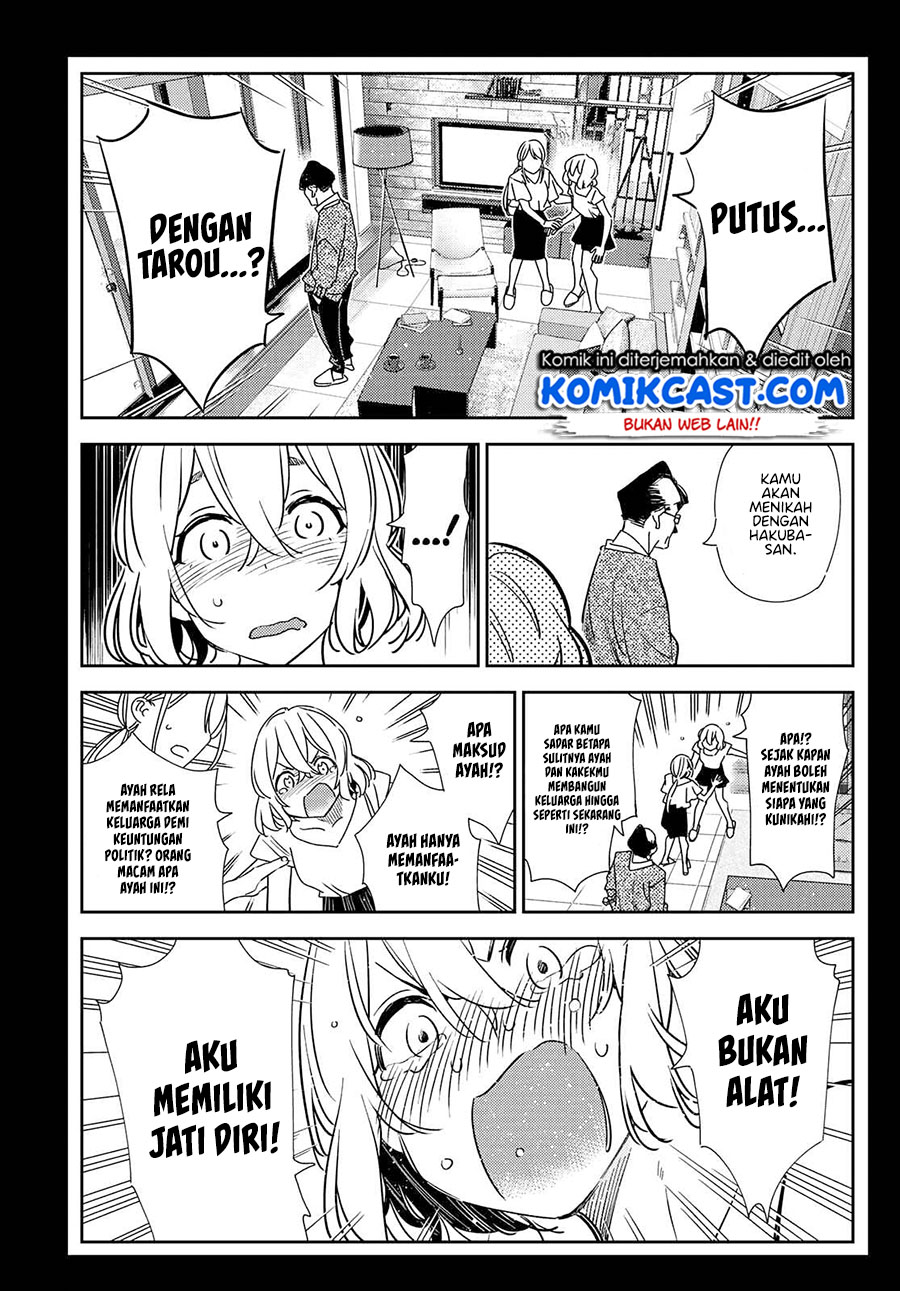 PUTUS...
DENGAN
TAROU...?
Komik ini diterjemahkan & diedit oleh
KOMIKCAST.COM
BUKAN WEB LAIN!!
KAMU
AKAN
MENIKAH
DENGAN
HAKUBA-
SAN.
...!
APA!?
SEJAK KAPAN
AYAH BOLEH
MENENTUKAN
SIAPA YANG
KUNIKAHI!?
APA KAMU
SADAR BETAPA
SULITNYA AYAH
DAN KAKEKMU
MEMBANGUN
KELUARGA HINGGA
SEPERTI SEKARANG
INI!?
APA
MAKSUD
AYAH!?
AYAH HANYA
MEMANFAA-
TKANKU!
AYAH RELA
MEMANFAATKAN
KELUARGA DEMI
KEUNTUNGAN
POLITIK? ORANG
MACAM APA
AYAH INI!?
AKU
BUKAN
ALAT!
AKU
MEMILIKI
JATI DIRI!